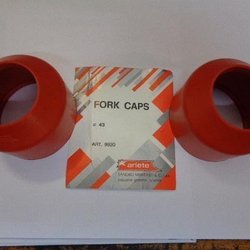 FORK CAPS
ø 43
ART. 9920
ariete